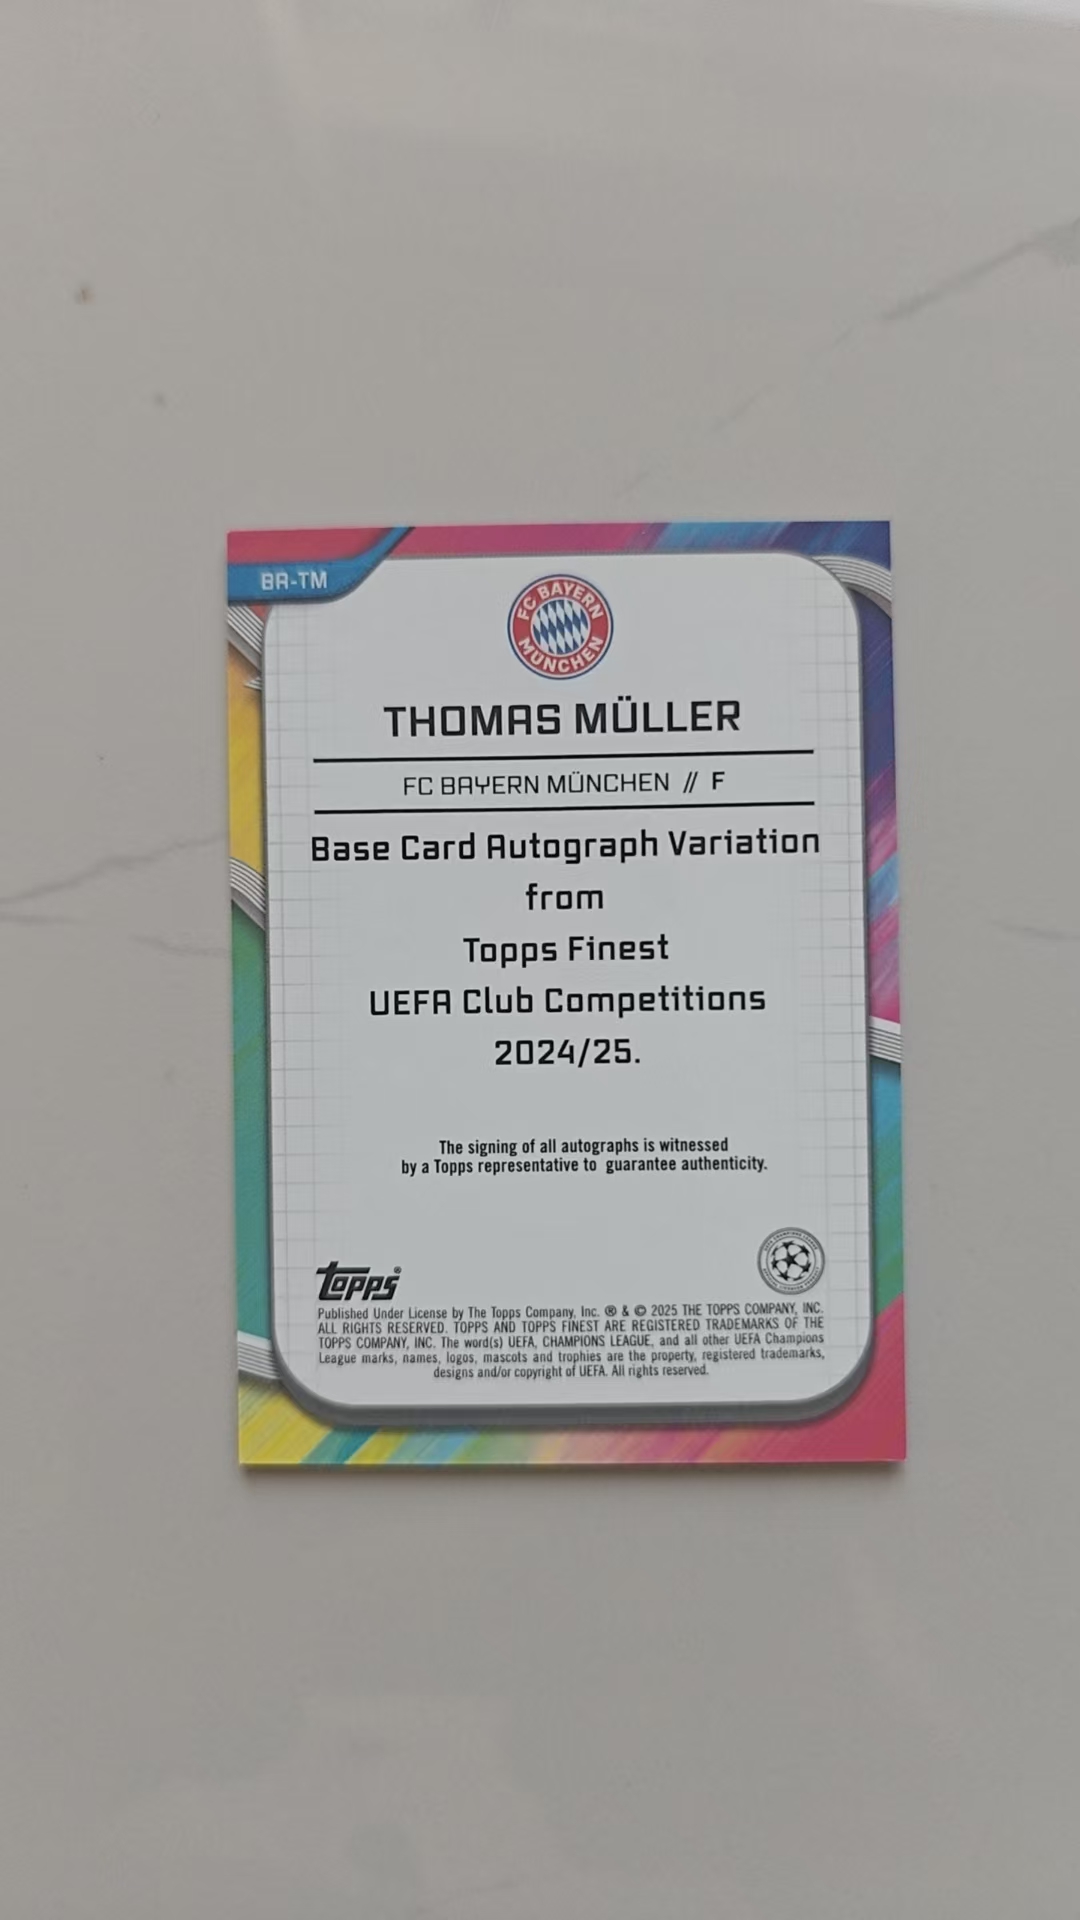 BA-TM
FC BAYERN
MÜNCHEN
THOMAS MÜLLER
FC BAYERN MÜNCHEN // F
Base Card Autograph Variation
from
Topps Finest
UEFA Club Competitions
2024/25.
The signing of all autographs is witnessed
by a Topps representative to guarantee authenticity.
topps®
Published Under License by The Topps Company, Inc. ® & © 2025 THE TOPPS COMPANY, INC.
ALL RIGHTS RESERVED. TOPPS AND TOPPS FINEST ARE REGISTERED TRADEMARKS OF THE
TOPPS COMPANY, INC. The word(s) UEFA, CHAMPIONS LEAGUE, and all other UEFA Champions
League marks, names, logos, mascots and trophies are the property, registered trademarks,
designs and/or copyright of UEFA. All rights reserved.